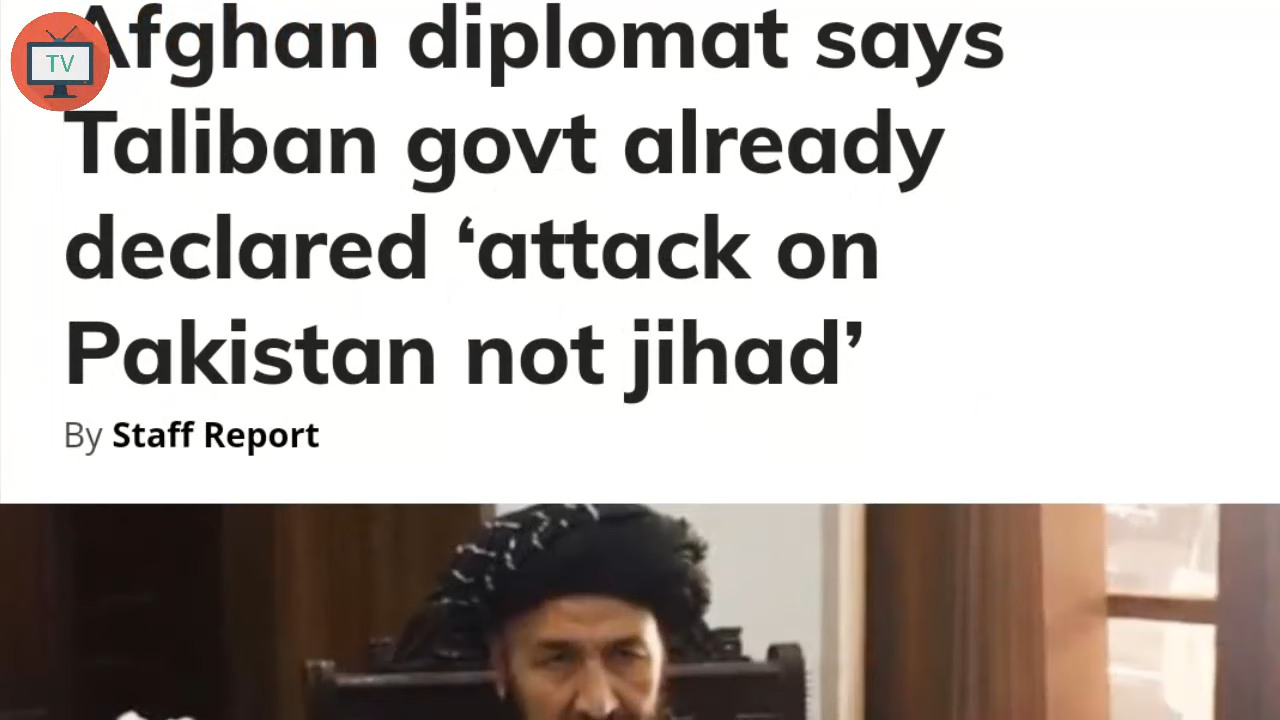 TV
Afghan diplomat says
Taliban govt already
declared ‘attack on
Pakistan not jihad’
By Staff Report